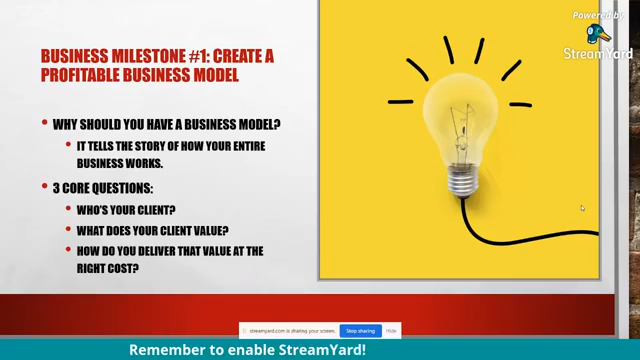 BUSINESS MILESTONE #1: CREATE A
PROFITABLE BUSINESS MODEL
Powered by
StreamYard
WHY SHOULD YOU HAVE A BUSINESS MODEL?
IT TELLS THE STORY OF HOW YOUR ENTIRE
BUSINESS WORKS.
3 CORE QUESTIONS:
WHO'S YOUR CLIENT?
WHAT DOES YOUR CLIENT VALUE?
HOW DO YOU DELIVER THAT VALUE AT THE
RIGHT COST?
streamyard.com is sharing your screen. Stop sharing Hide
Remember to enable StreamYard!